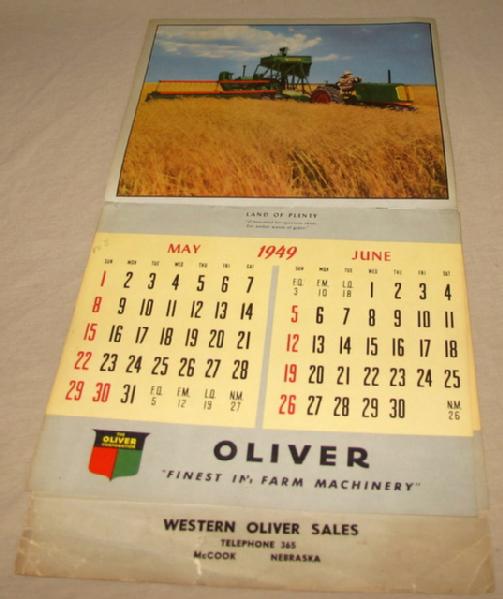 LAND OF PLENTY
MAY 1949 JUNE
SUN. MON. TUE. WED. THU. FRI. SAT.
1 2 3 4 5 6 7
8 9 10 11 12 13 14
15 16 17 18 19 20 21
22 23 24 25 26 27 28
29 30 31 F.Q. 5 F.M. 12 L.Q. 19 N.M. 27
SUN. MON. TUE. WED. THU. FRI. SAT.
F.Q. 3 F.M. 10 L.Q. 18 1 2 3 4
5 6 7 8 9 10 11
12 13 14 15 16 17 18
19 20 21 22 23 24 25
26 27 28 29 30 N.M. 26
THE
OLIVER
CORPORATION
OLIVER
"FINEST IN FARM MACHINERY"
WESTERN OLIVER SALES
TELEPHONE 365
McCOOK NEBRASKA